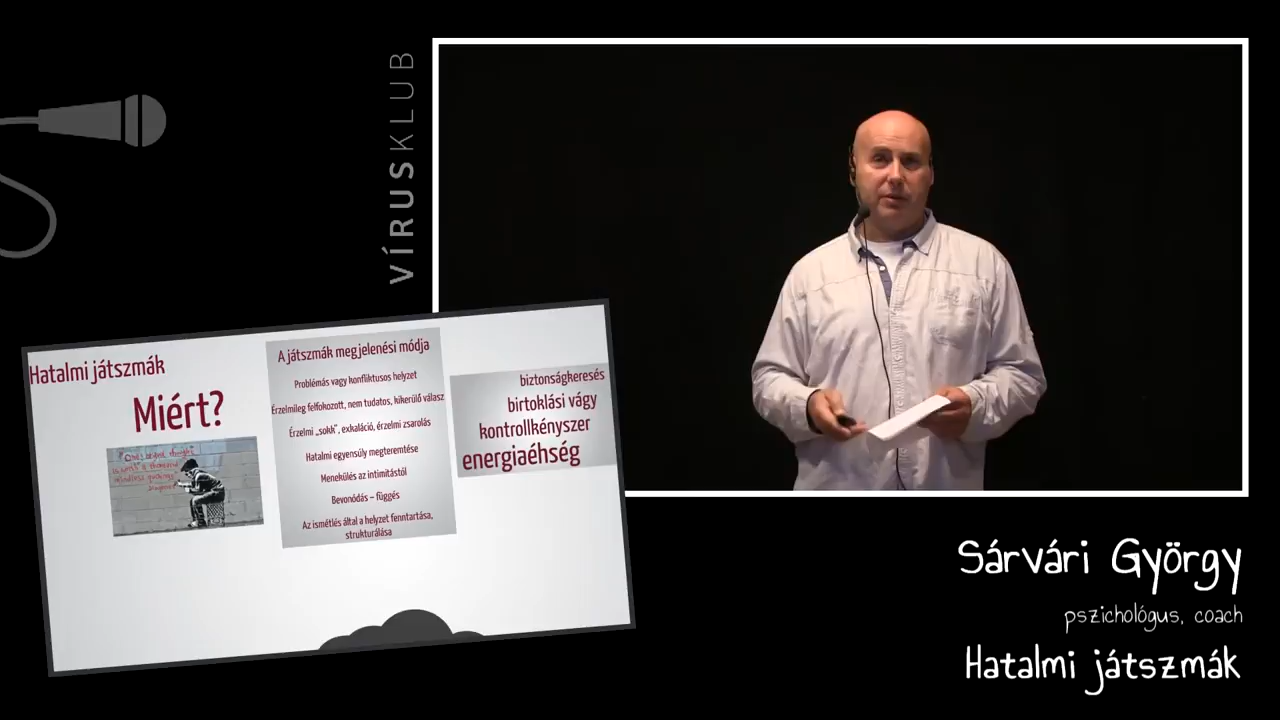 VÍRUSKLUB
Hatalmi játszmák
Miért?
A játszmák megjelenési módja
Problémás vagy konfliktusos helyzet
Érzelmileg felfokozott, nem tudatos, kikerülő válasz
Érzelmi „sokk”, exkaláció, érzelmi zsarolás
Hatalmi egyensúly megteremtése
Menekülés az intimitástól
Bevonódás – függés
Az ismétlés által a helyzet fenntartása,
strukturálása
biztonságkeresés
birtoklási vágy
kontrollkényszer
energiaéhség
Sárvári György
pszichológus, coach
Hatalmi játszmák